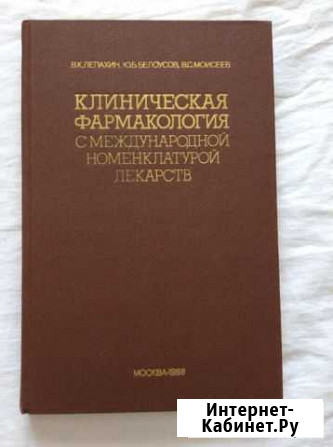 В.К.ЛЕПАХИН, Ю.Б.БЕЛОУСОВ, В.С.МОИСЕЕВ
КЛИНИЧЕСКАЯ
ФАРМАКОЛОГИЯ
С МЕЖДУНАРОДНОЙ
НОМЕНКЛАТУРОЙ
ЛЕКАРСТВ
МОСКВА-1988
Интернет-
Кабинет.Ру